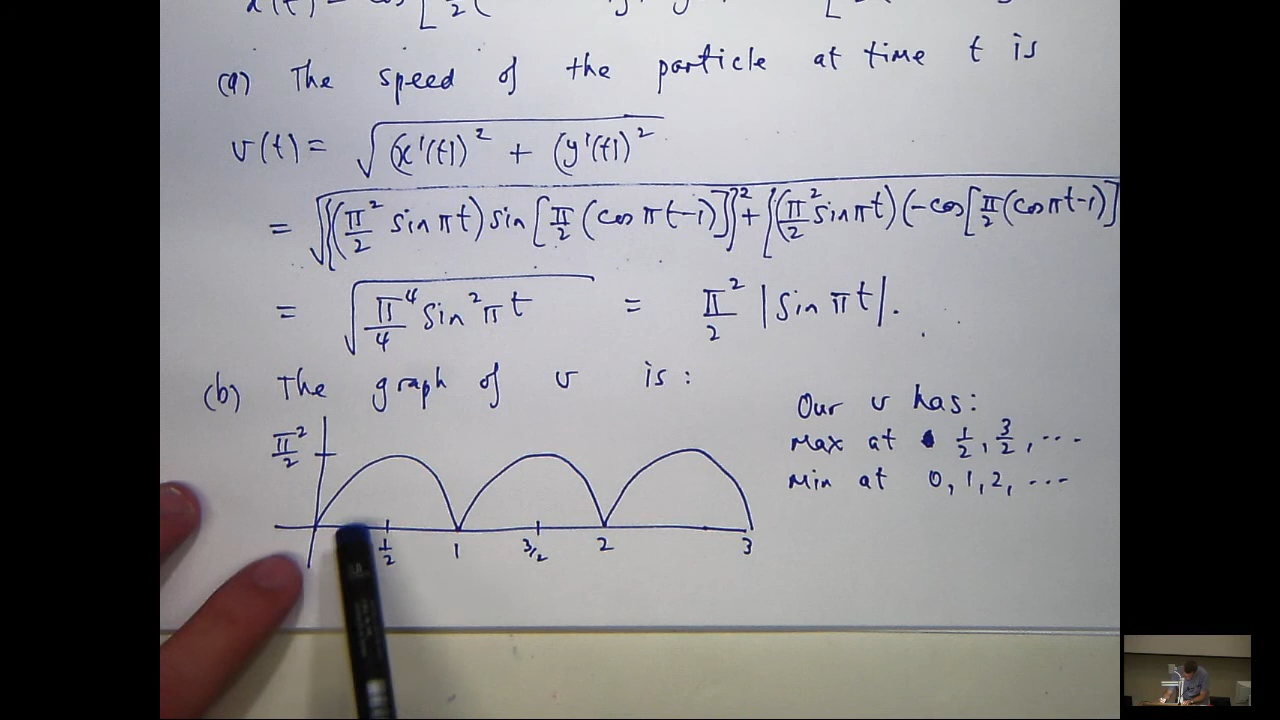 x(t) = cos[π/2(
(a) The speed of the particle at time t is
v(t) = √((x'(t))² + (y'(t))²
= √{(π²/2 sin πt) sin[π/2(cos πt-1)]}² + {(π²/2 sin πt)(-cos[π/2(cos πt-1)]
= √(π⁴/4 sin² πt) = π²/2 |sin πt|.
(b) The graph of v is:
Our v has:
Max at 1/2, 3/2, ...
Min at 0, 1, 2, ...
π²/2
1/2 1 3/2 2 3